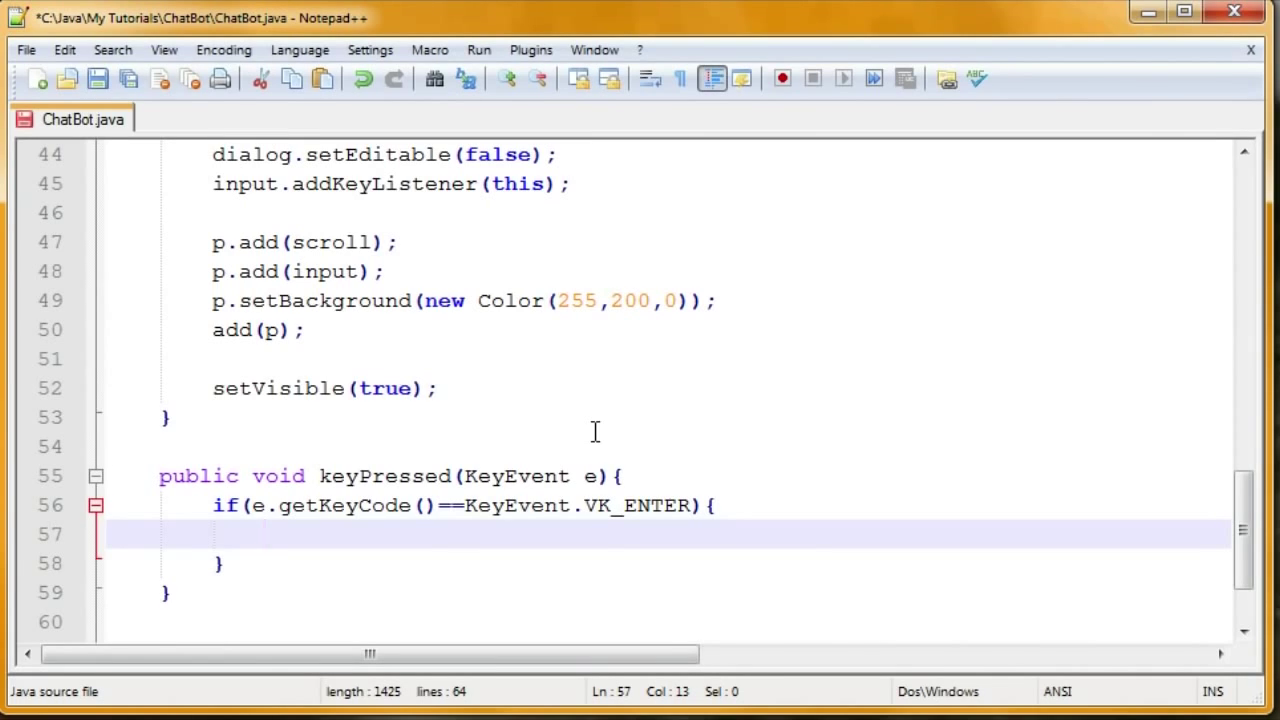 *C:\Java\My Tutorials\ChatBot\ChatBot.java - Notepad++
File Edit Search View Encoding Language Settings Macro Run Plugins Window ? X
ABC
ChatBot.java
44 dialog.setEditable(false);
45 input.addKeyListener(this);
46
47 p.add(scroll);
48 p.add(input);
49 p.setBackground(new Color(255,200,0));
50 add(p);
51
52 setVisible(true);
53 }
54
55 public void keyPressed(KeyEvent e){
56 if(e.getKeyCode()==KeyEvent.VK_ENTER){
57
58 }
59 }
60
Java source file length : 1425 lines : 64 Ln : 57 Col : 13 Sel : 0 Dos\Windows ANSI INS